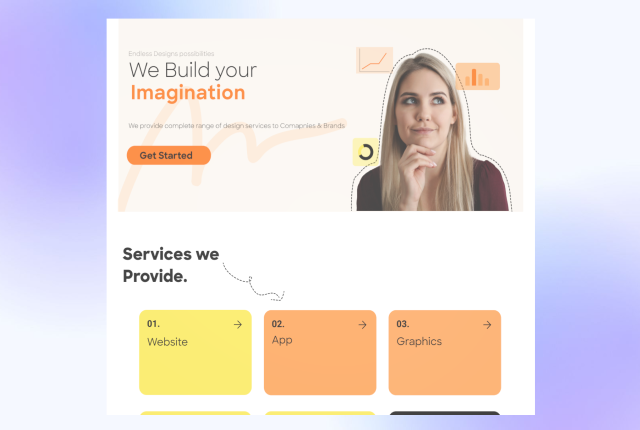 Endless Designs possibilities
We Build your
Imagination
We provide complete range of design services to Comapnies & Brands
Get Started
Services we
Provide.
01.
Website
02.
App
03.
Graphics